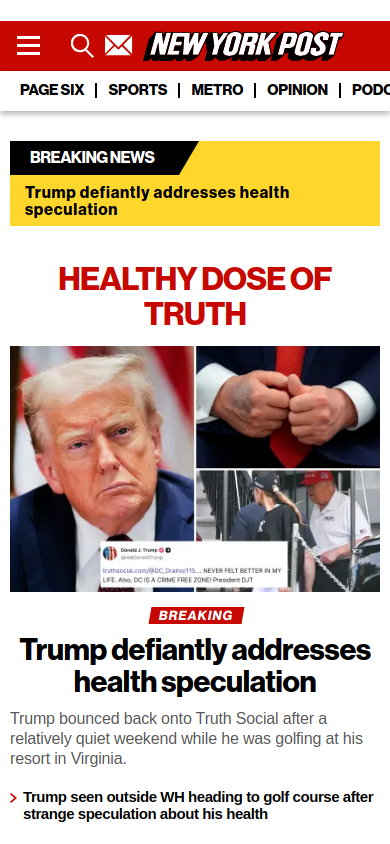 NEW YORK POST
PAGE SIX
SPORTS
METRO
OPINION
PODC
BREAKING NEWS
Trump defiantly addresses health
speculation
HEALTHY DOSE OF
TRUTH
Donald J. Trump
@realDonaldTrump
truthsocial.com/@DC_Draino/115... NEVER FELT BETTER IN MY
LIFE. Also, DC IS A CRIME FREE ZONE! President DJT
BREAKING
Trump defiantly addresses
health speculation
Trump bounced back onto Truth Social after a
relatively quiet weekend while he was golfing at his
resort in Virginia.
Trump seen outside WH heading to golf course after
strange speculation about his health